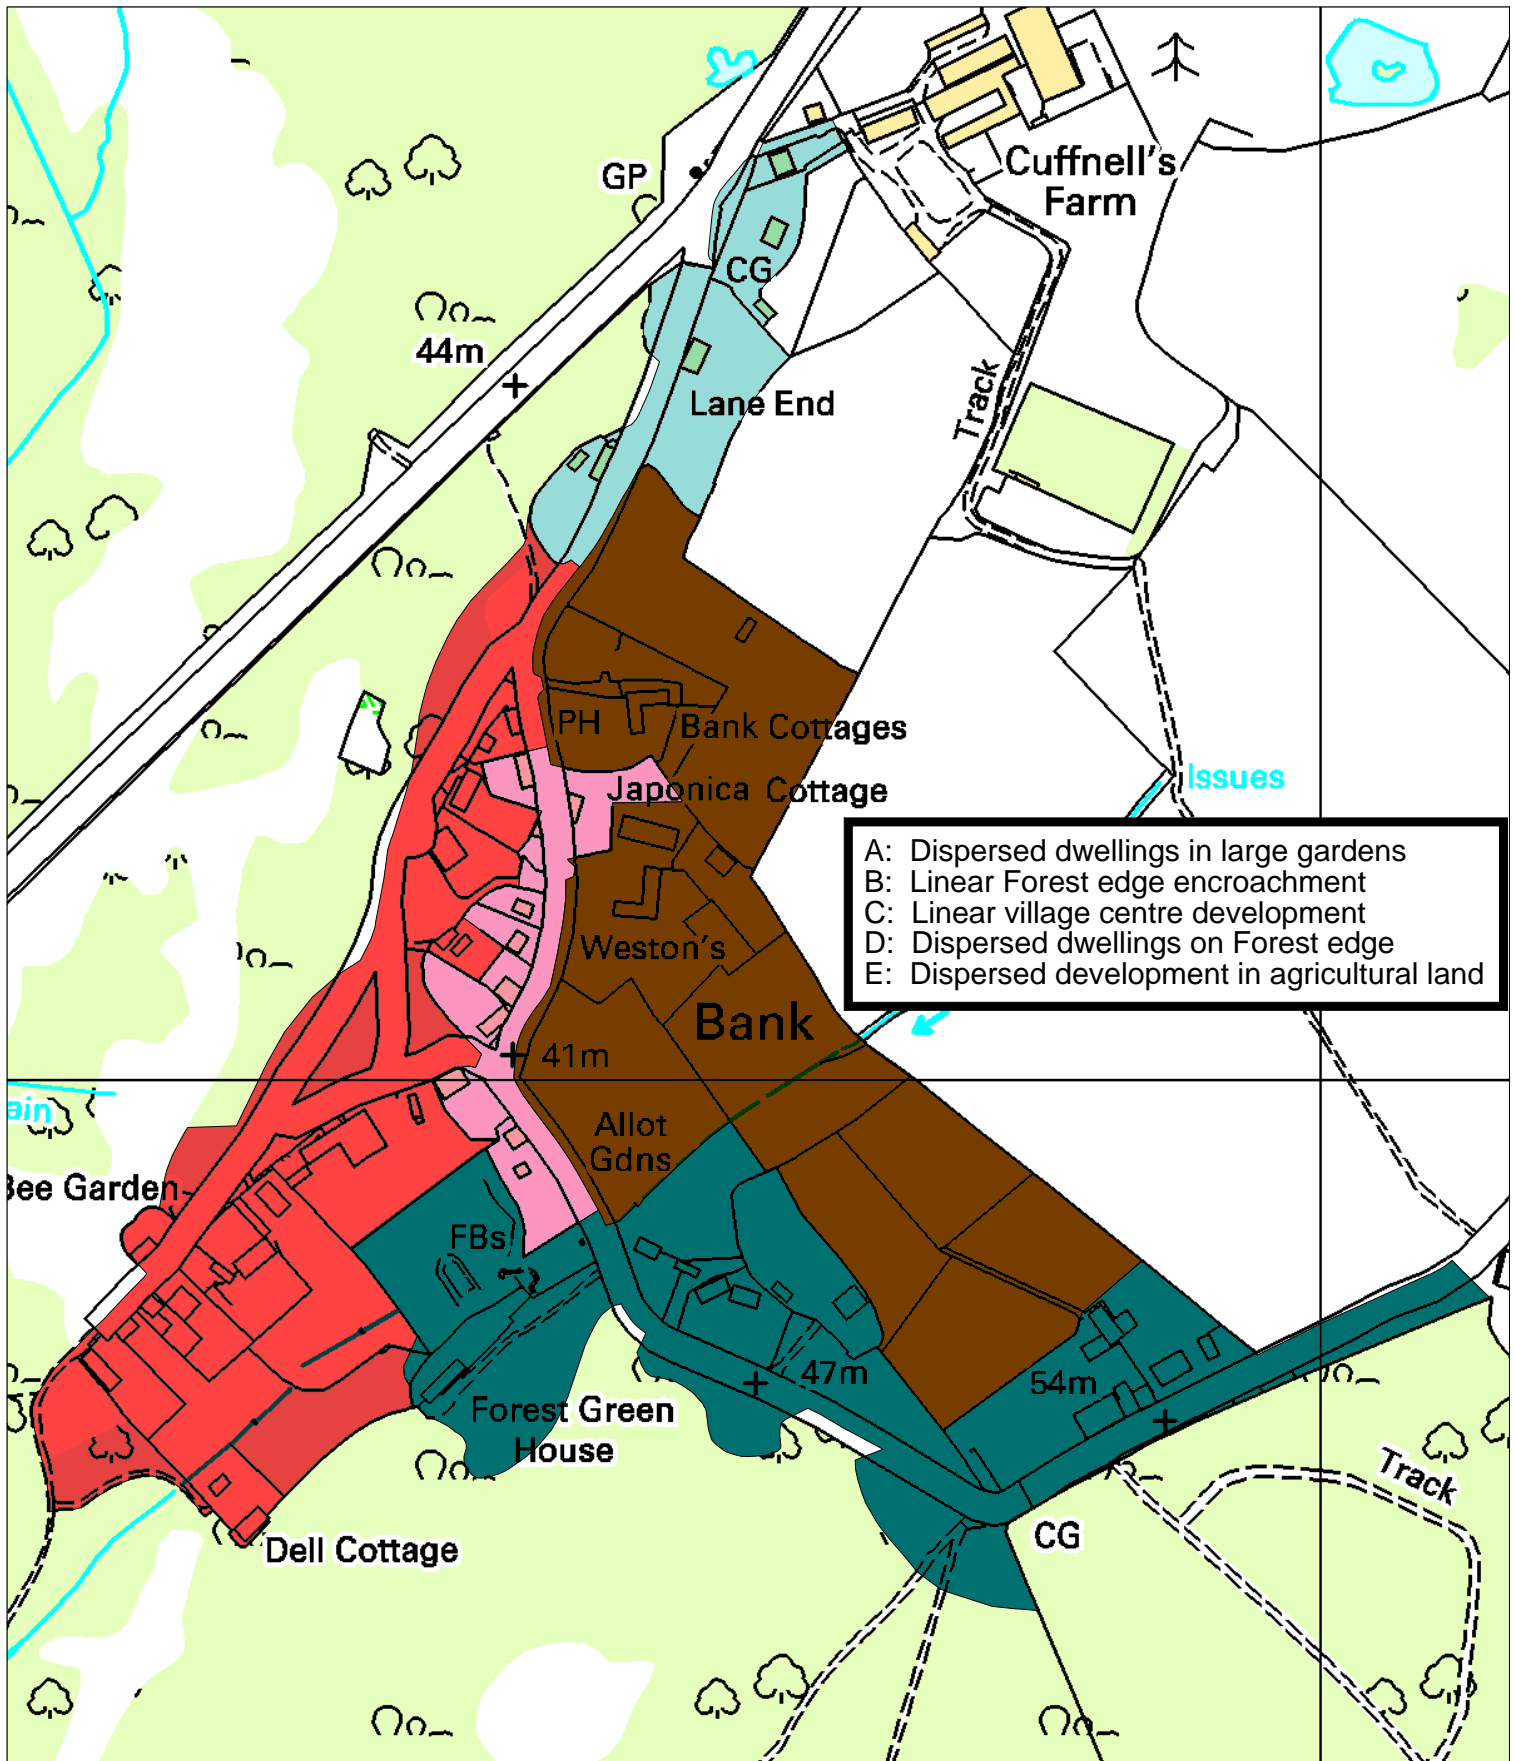 Cuffnell's
Farm
GP
CG
44m
Lane End
Track
PH
Bank Cottages
Japonica Cottage
Issues
A: Dispersed dwellings in large gardens
B: Linear Forest edge encroachment
C: Linear village centre development
D: Dispersed dwellings on Forest edge
E: Dispersed development in agricultural land
Weston's
Bank
41m
ain
Allot
Gdns
Bee Garden
FBs
47m
54m
Forest Green
House
Track
CG
Dell Cottage